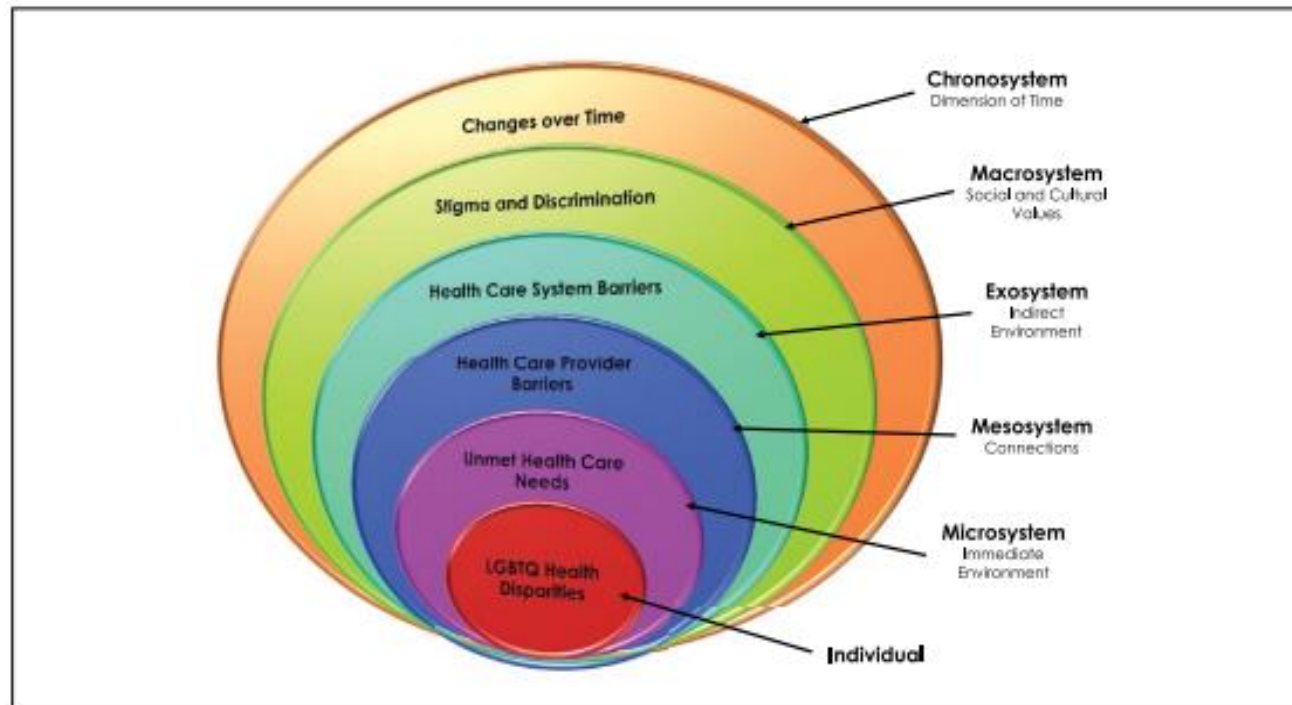 Changes over Time
Stigma and Discrimination
Health Care System Barriers
Health Care Provider
Barriers
Unmet Health Care
Needs
LGBTQ Health
Disparities
Chronosystem
Dimension of Time
Macrosystem
Social and Cultural
Values
Exosystem
Indirect
Environment
Mesosystem
Connections
Microsystem
Immediate
Environment
Individual